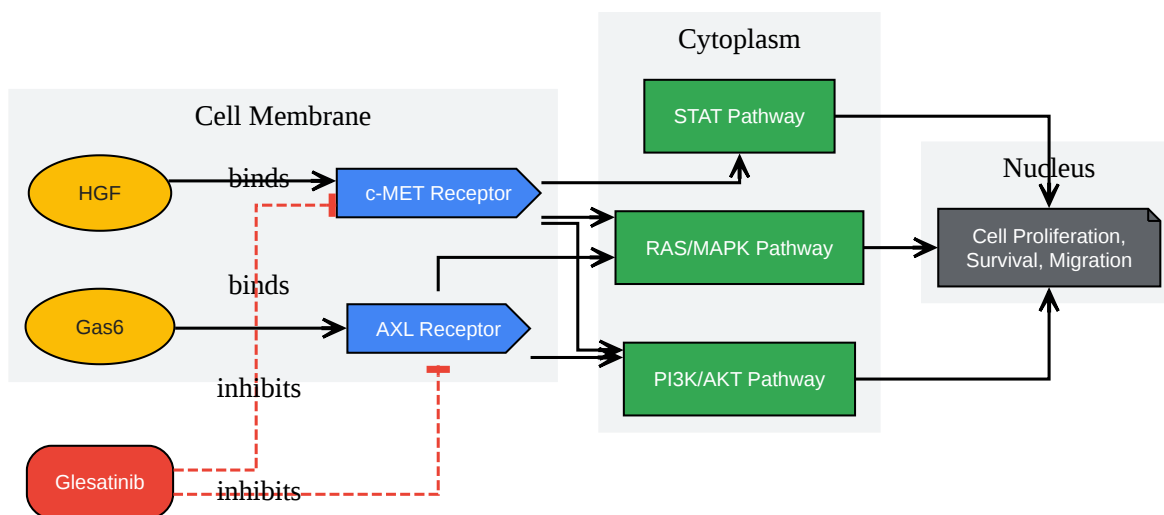 Cytoplasm
STAT Pathway
Cell Membrane
Nucleus
HGF
binds
c-MET Receptor
RAS/MAPK Pathway
Cell Proliferation,
Survival, Migration
binds
Gas6
AXL Receptor
PI3K/AKT Pathway
inhibits
Glesatinib
inhibits